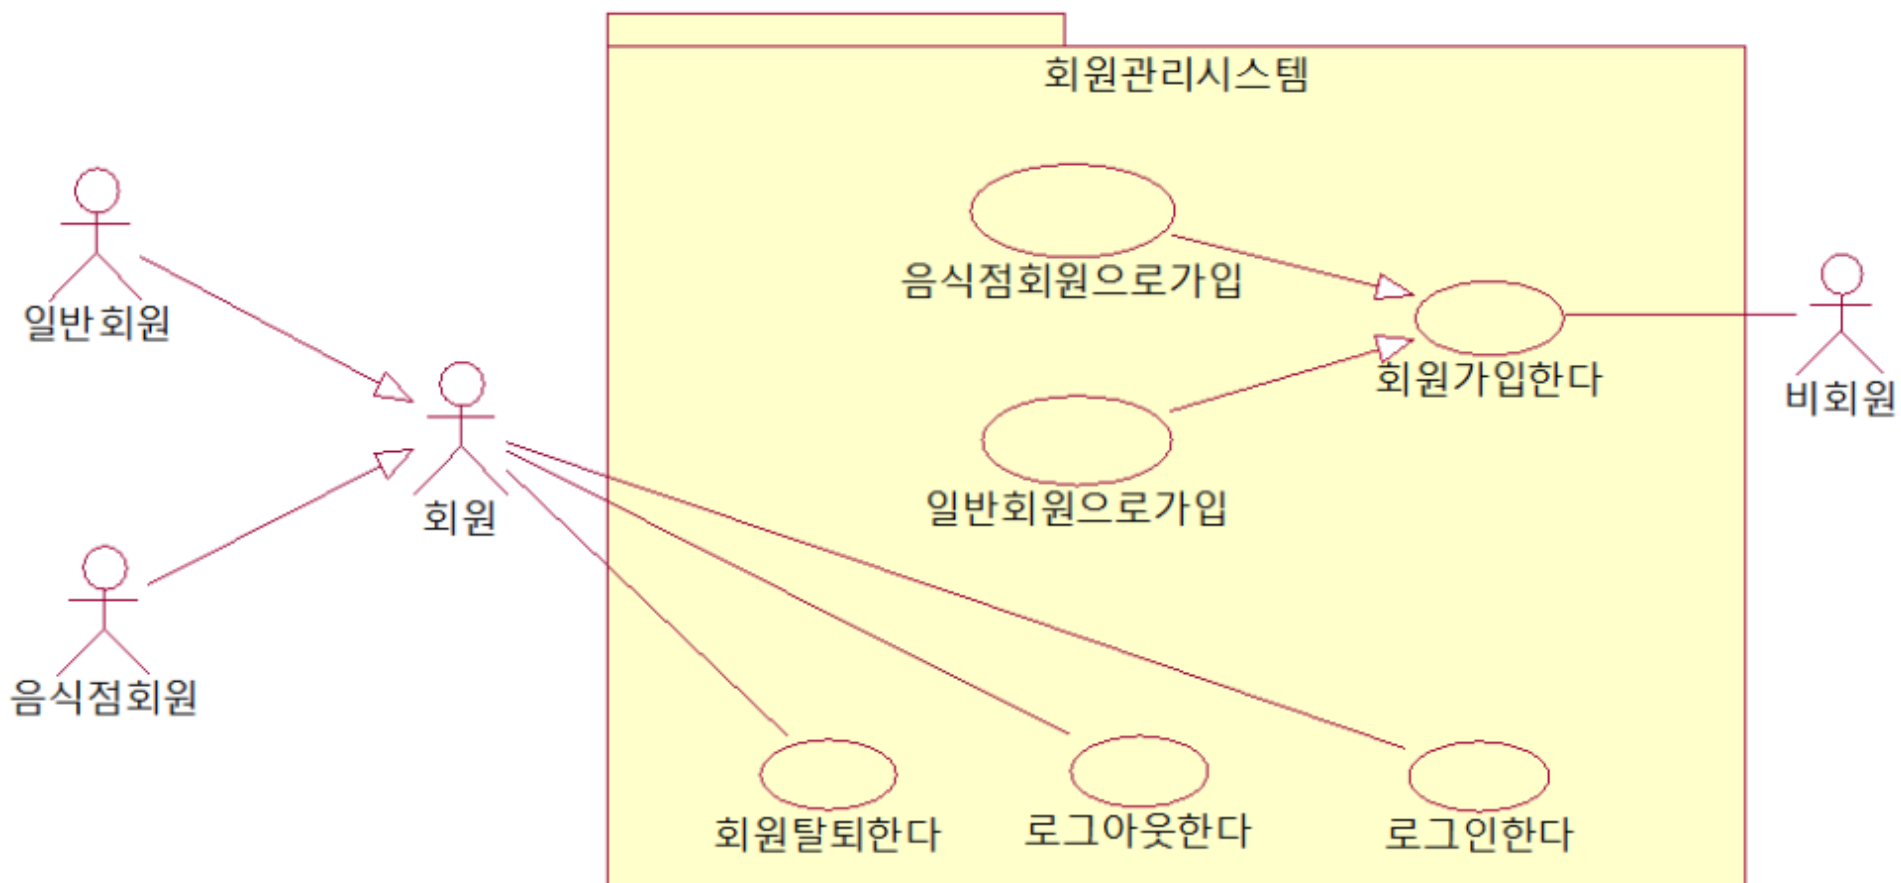 회원관리시스템
음식점회원으로가입
일반회원
회원가입한다
비회원
일반회원으로가입
회원
음식점회원
회원탈퇴한다
로그아웃한다
로그인한다